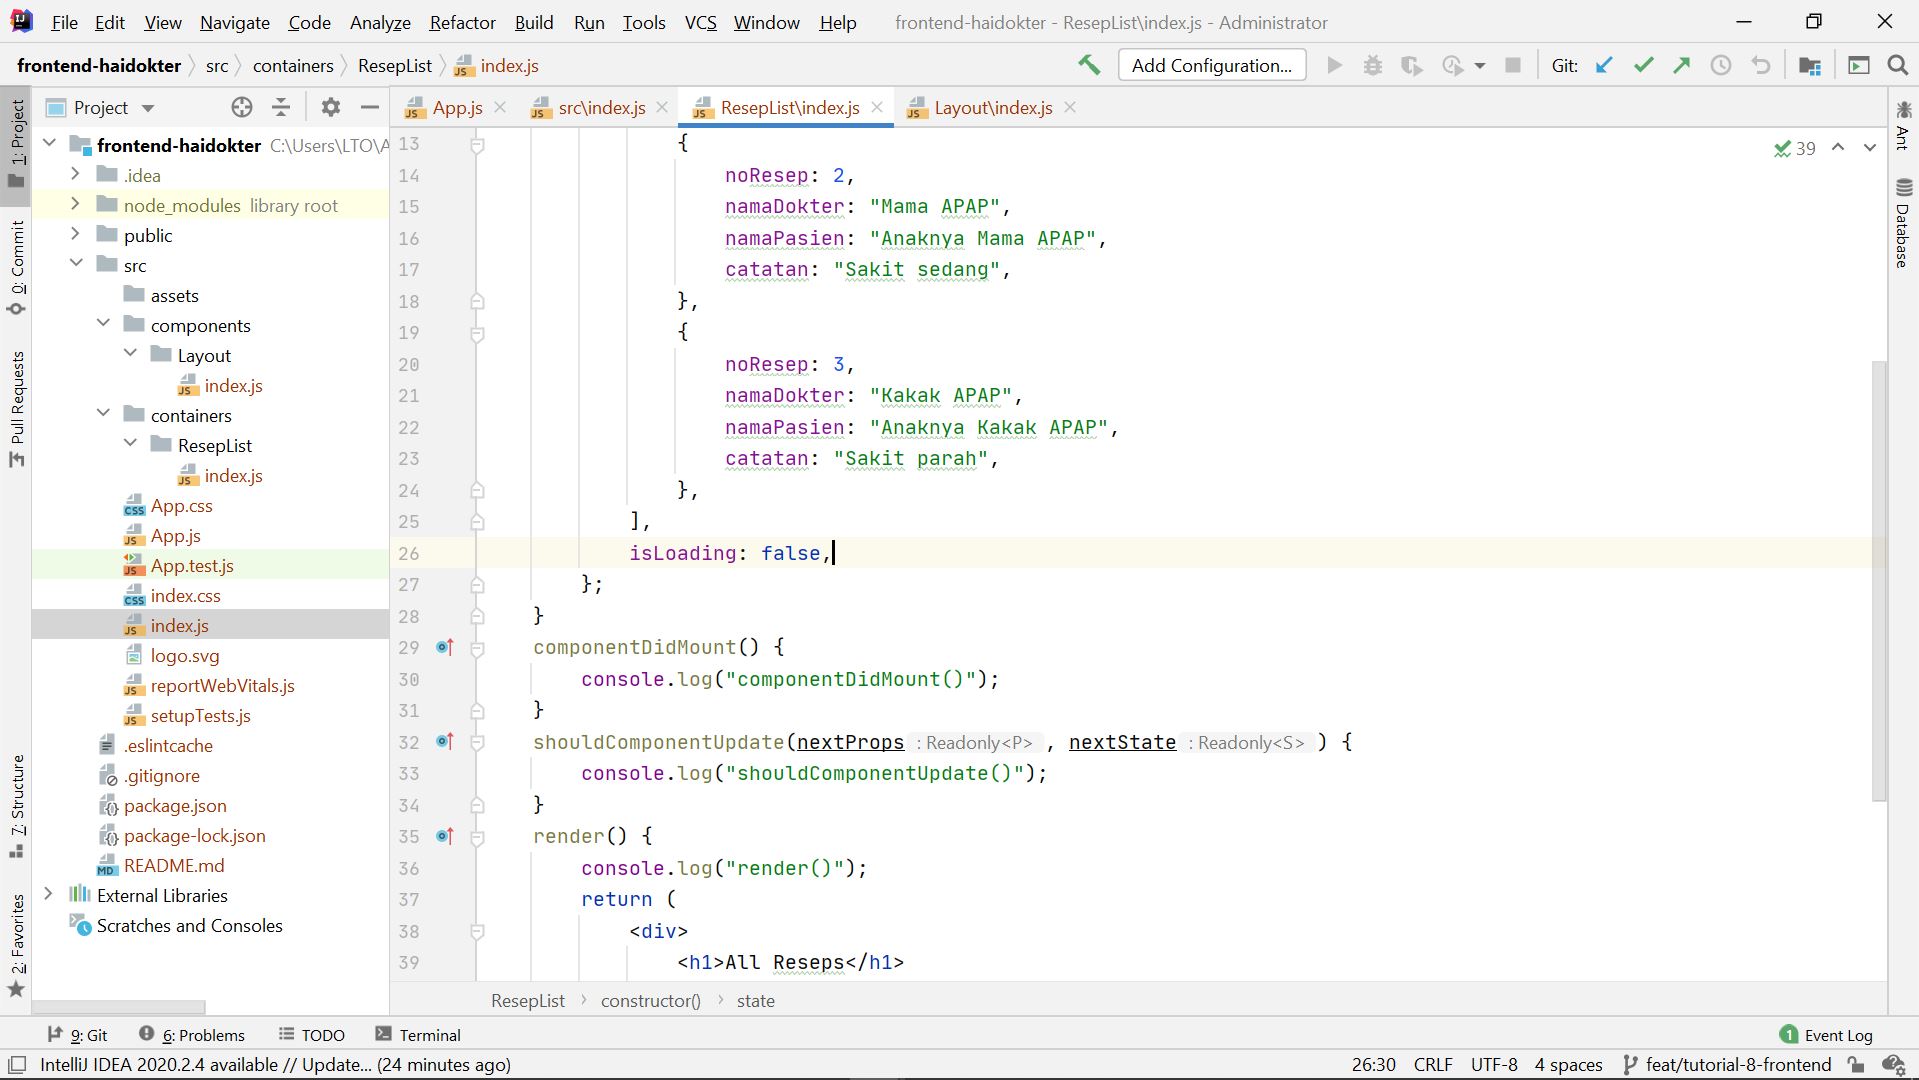 File Edit View Navigate Code Analyze Refactor Build Run Tools VCS Window Help frontend-haidokter - ResepList\index.js - Administrator
frontend-haidokter src containers ResepList index.js Add Configuration... Git:
Project App.js src\index.js ResepList\index.js Layout\index.js
1: Project
0: Commit
Pull Requests
7: Structure
2: Favorites
frontend-haidokter C:\Users\LTO\A
.idea
node_modules library root
public
src
assets
components
Layout
index.js
containers
ResepList
index.js
App.css
App.js
App.test.js
index.css
index.js
logo.svg
reportWebVitals.js
setupTests.js
.eslintcache
.gitignore
package.json
package-lock.json
README.md
External Libraries
Scratches and Consoles
39
13 {
14 noResep: 2,
15 namaDokter: "Mama APAP",
16 namaPasien: "Anaknya Mama APAP",
17 catatan: "Sakit sedang",
18 },
19 {
20 noResep: 3,
21 namaDokter: "Kakak APAP",
22 namaPasien: "Anaknya Kakak APAP",
23 catatan: "Sakit parah",
24 },
25 ],
26 isLoading: false,
27 };
28 }
29 componentDidMount() {
30 console.log("componentDidMount()");
31 }
32 shouldComponentUpdate(nextProps : Readonly<P> , nextState : Readonly<S> ) {
33 console.log("shouldComponentUpdate()");
34 }
35 render() {
36 console.log("render()");
37 return (
38 <div>
39 <h1>All Reseps</h1>
Ant
Database
ResepList constructor() state
9: Git 6: Problems TODO Terminal 1 Event Log
IntelliJ IDEA 2020.2.4 available // Update... (24 minutes ago) 26:30 CRLF UTF-8 4 spaces feat/tutorial-8-frontend